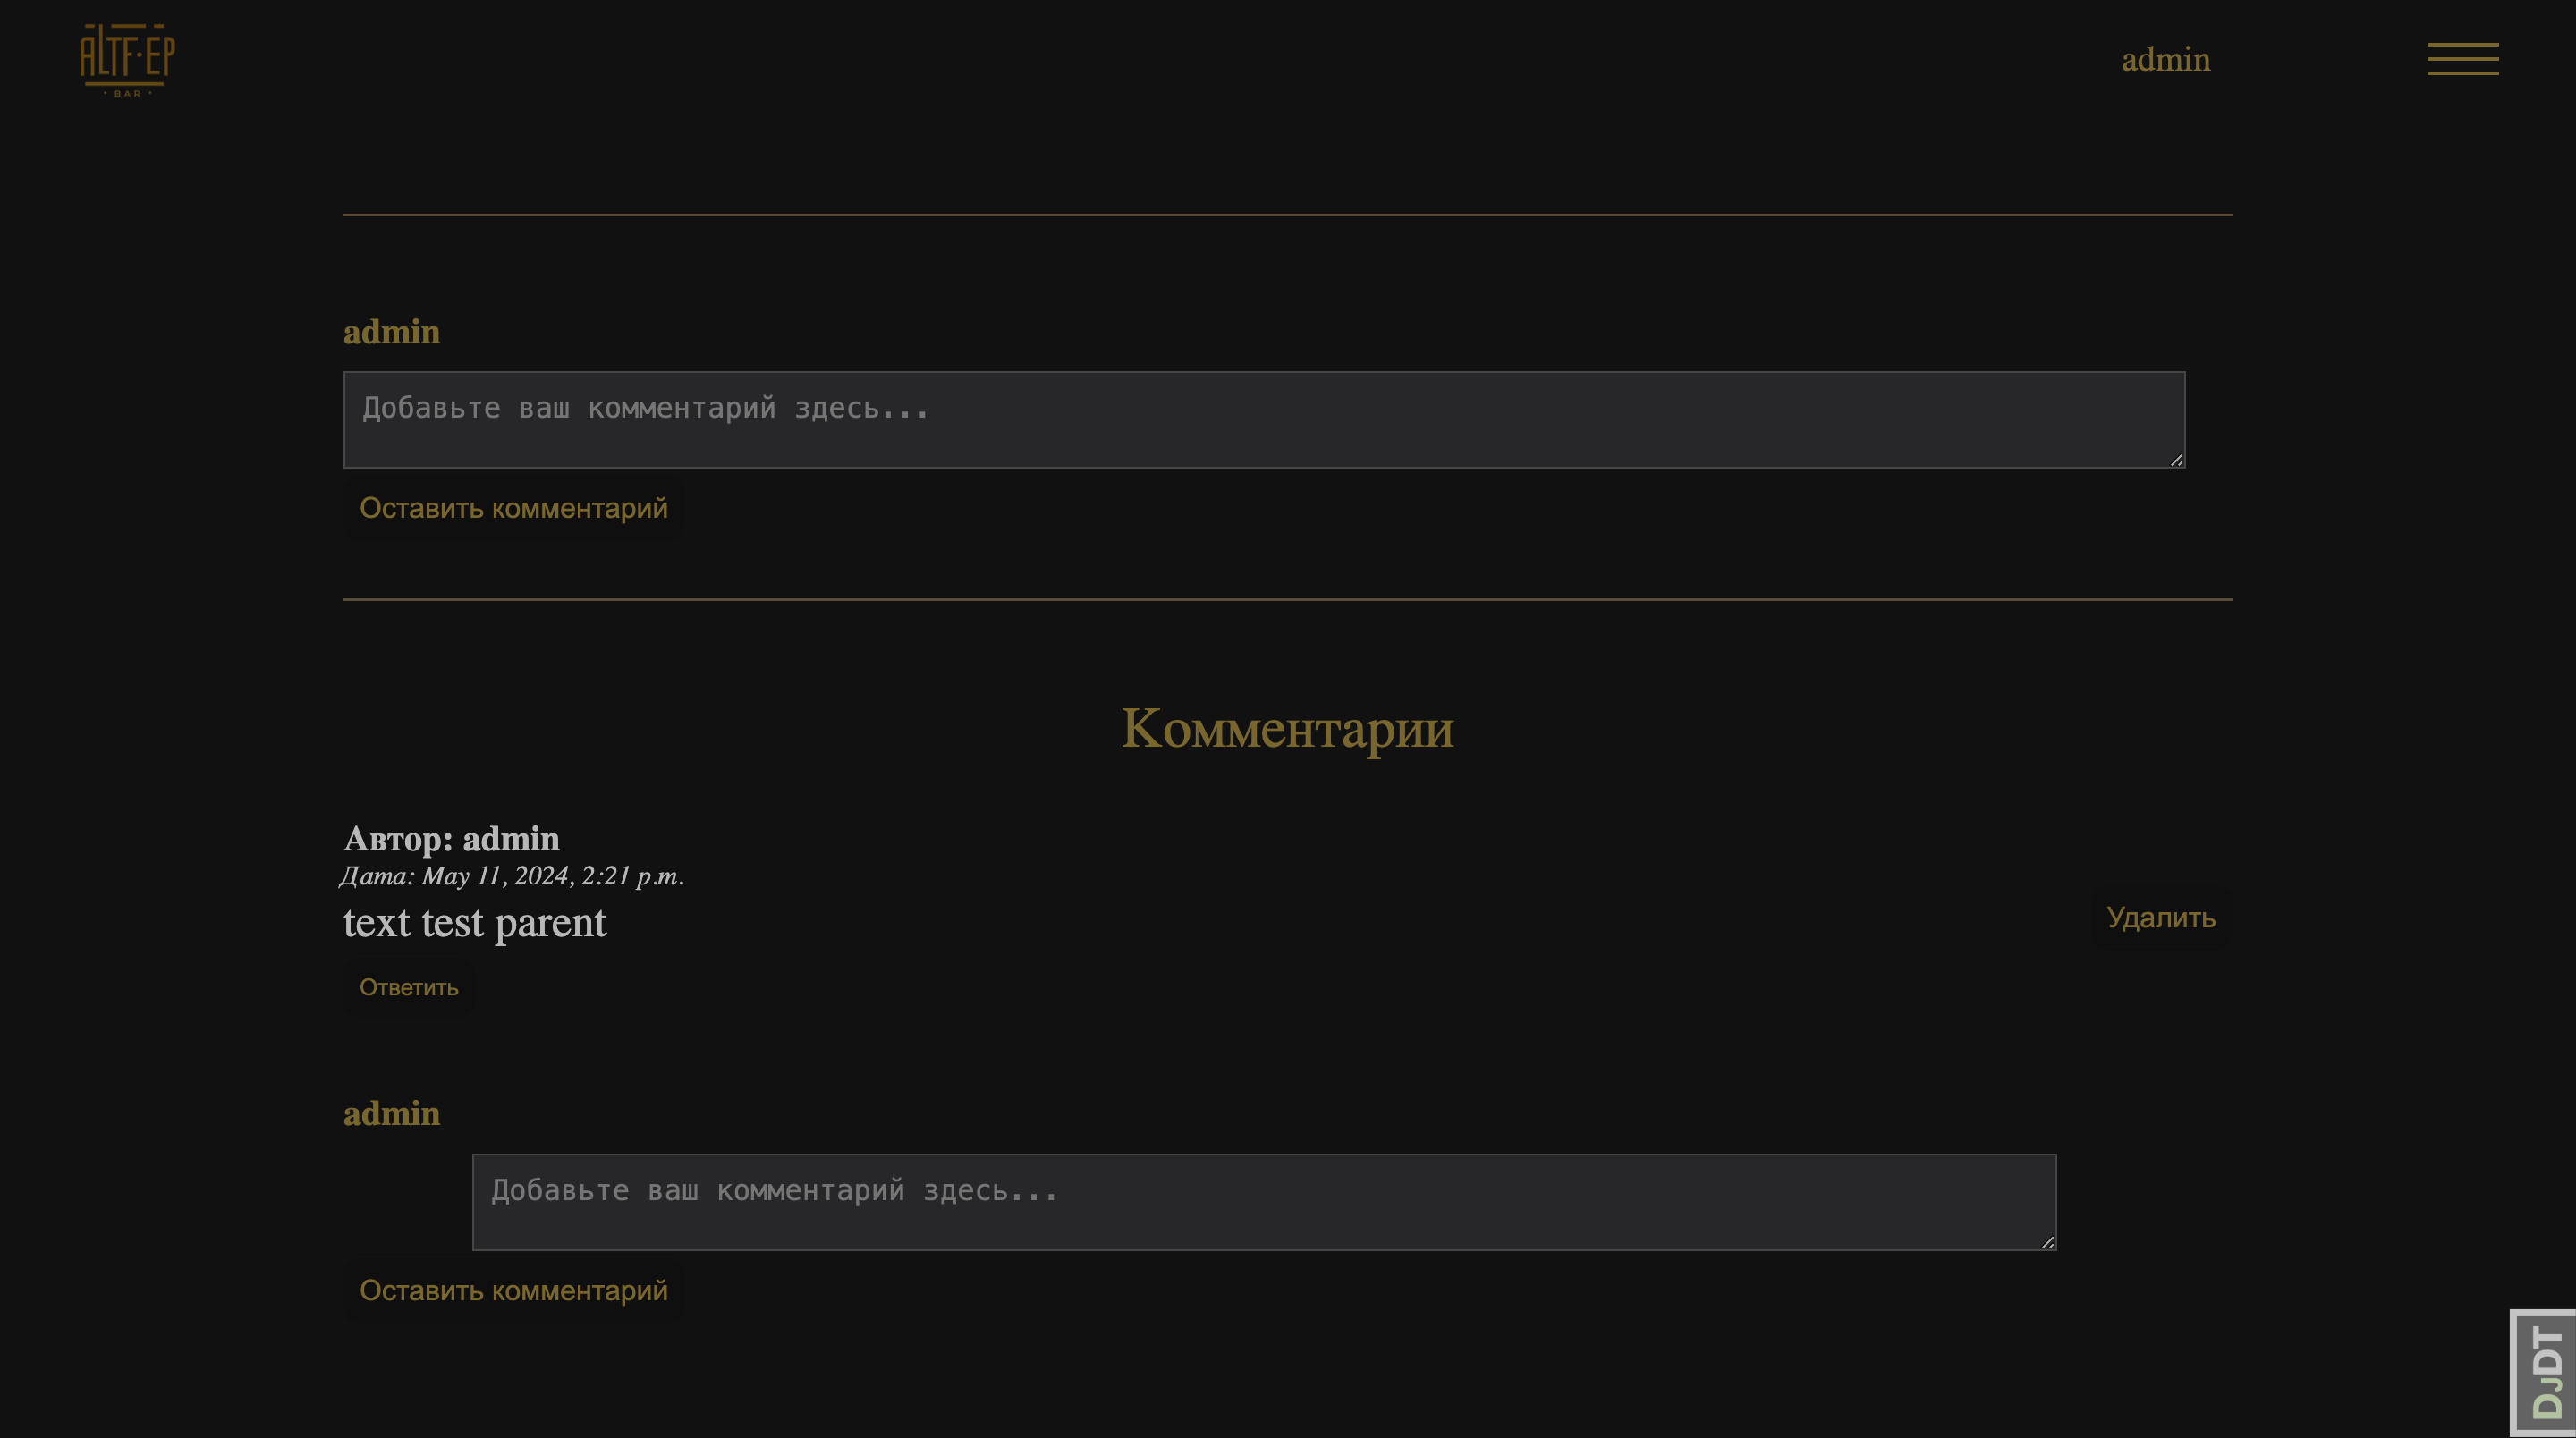 ALTF·EP
· BAR ·
admin
admin
Добавьте ваш комментарий здесь...
Оставить комментарий
Комментарии
Автор: admin
Дата: May 11, 2024, 2:21 p.m.
text test parent
Удалить
Ответить
admin
Добавьте ваш комментарий здесь...
Оставить комментарий
DJDT